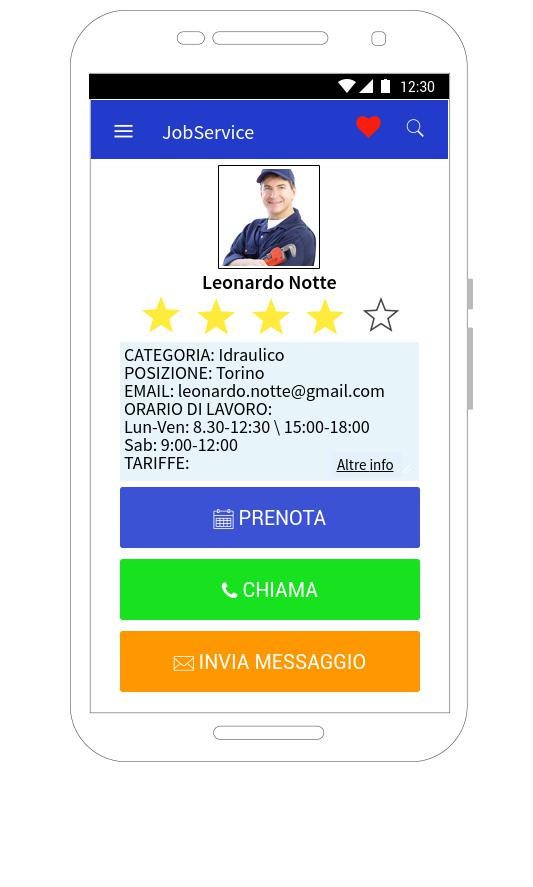 12:30
JobService
Leonardo Notte
CATEGORIA: Idraulico
POSIZIONE: Torino
EMAIL: leonardo.notte@gmail.com
ORARIO DI LAVORO:
Lun-Ven: 8.30-12:30 \ 15:00-18:00
Sab: 9:00-12:00
TARIFFE:
Altre info
PRENOTA
CHIAMA
INVIA MESSAGGIO